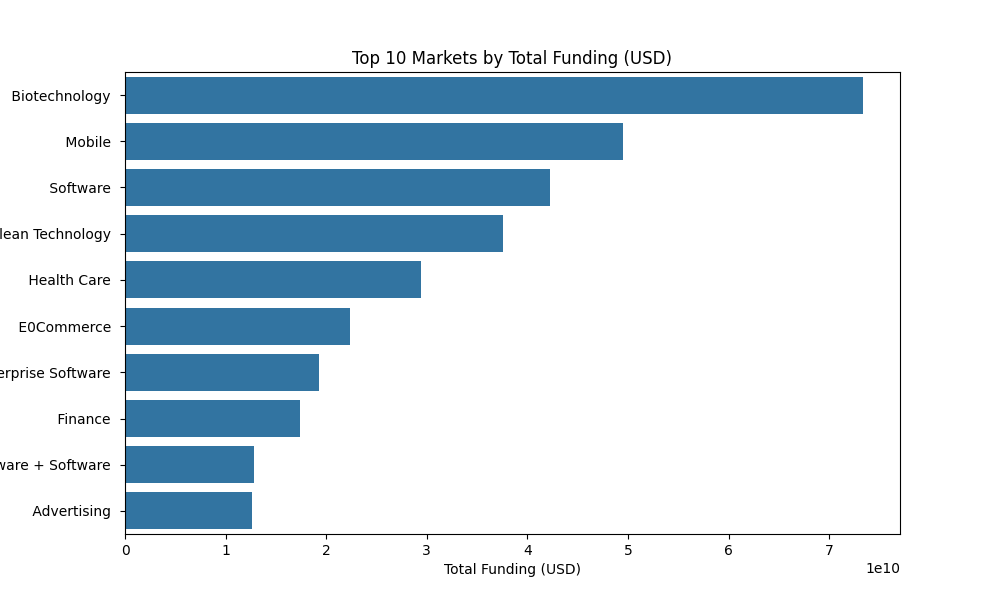 Top 10 Markets by Total Funding (USD)
Biotechnology
Mobile
Software
lean Technology
Health Care
E0Commerce
erprise Software
Finance
ware + Software
Advertising
0 1 2 3 4 5 6 7
1e10
Total Funding (USD)